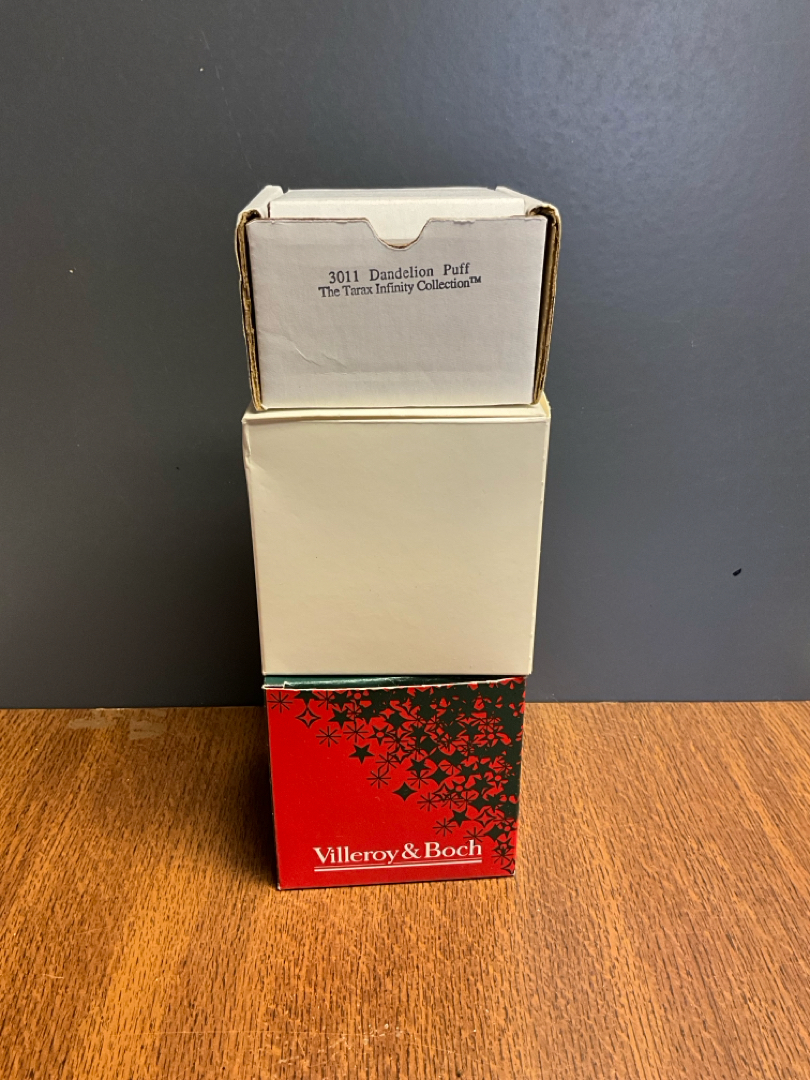 3011 Dandelion Puff
The Tarax Infinity Collection™
Villeroy & Boch